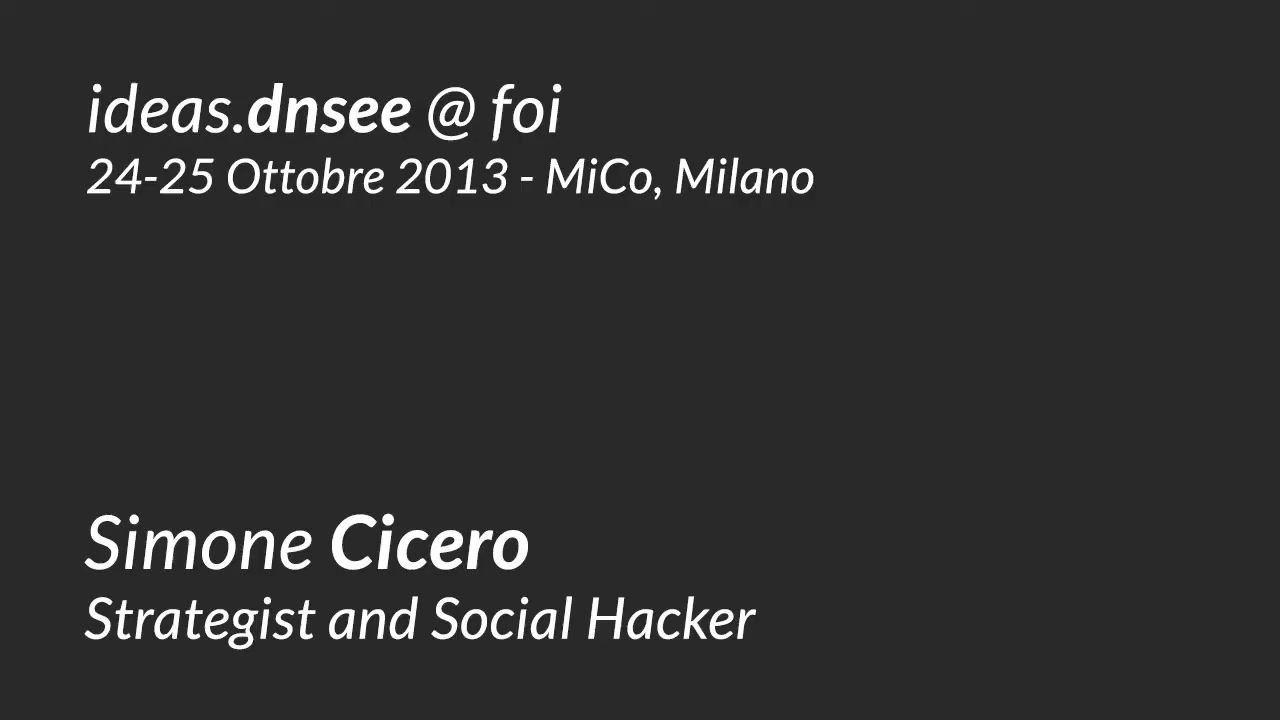 ideas.dnsee @ foi
24-25 Ottobre 2013 - MiCo, Milano
Simone Cicero
Strategist and Social Hacker